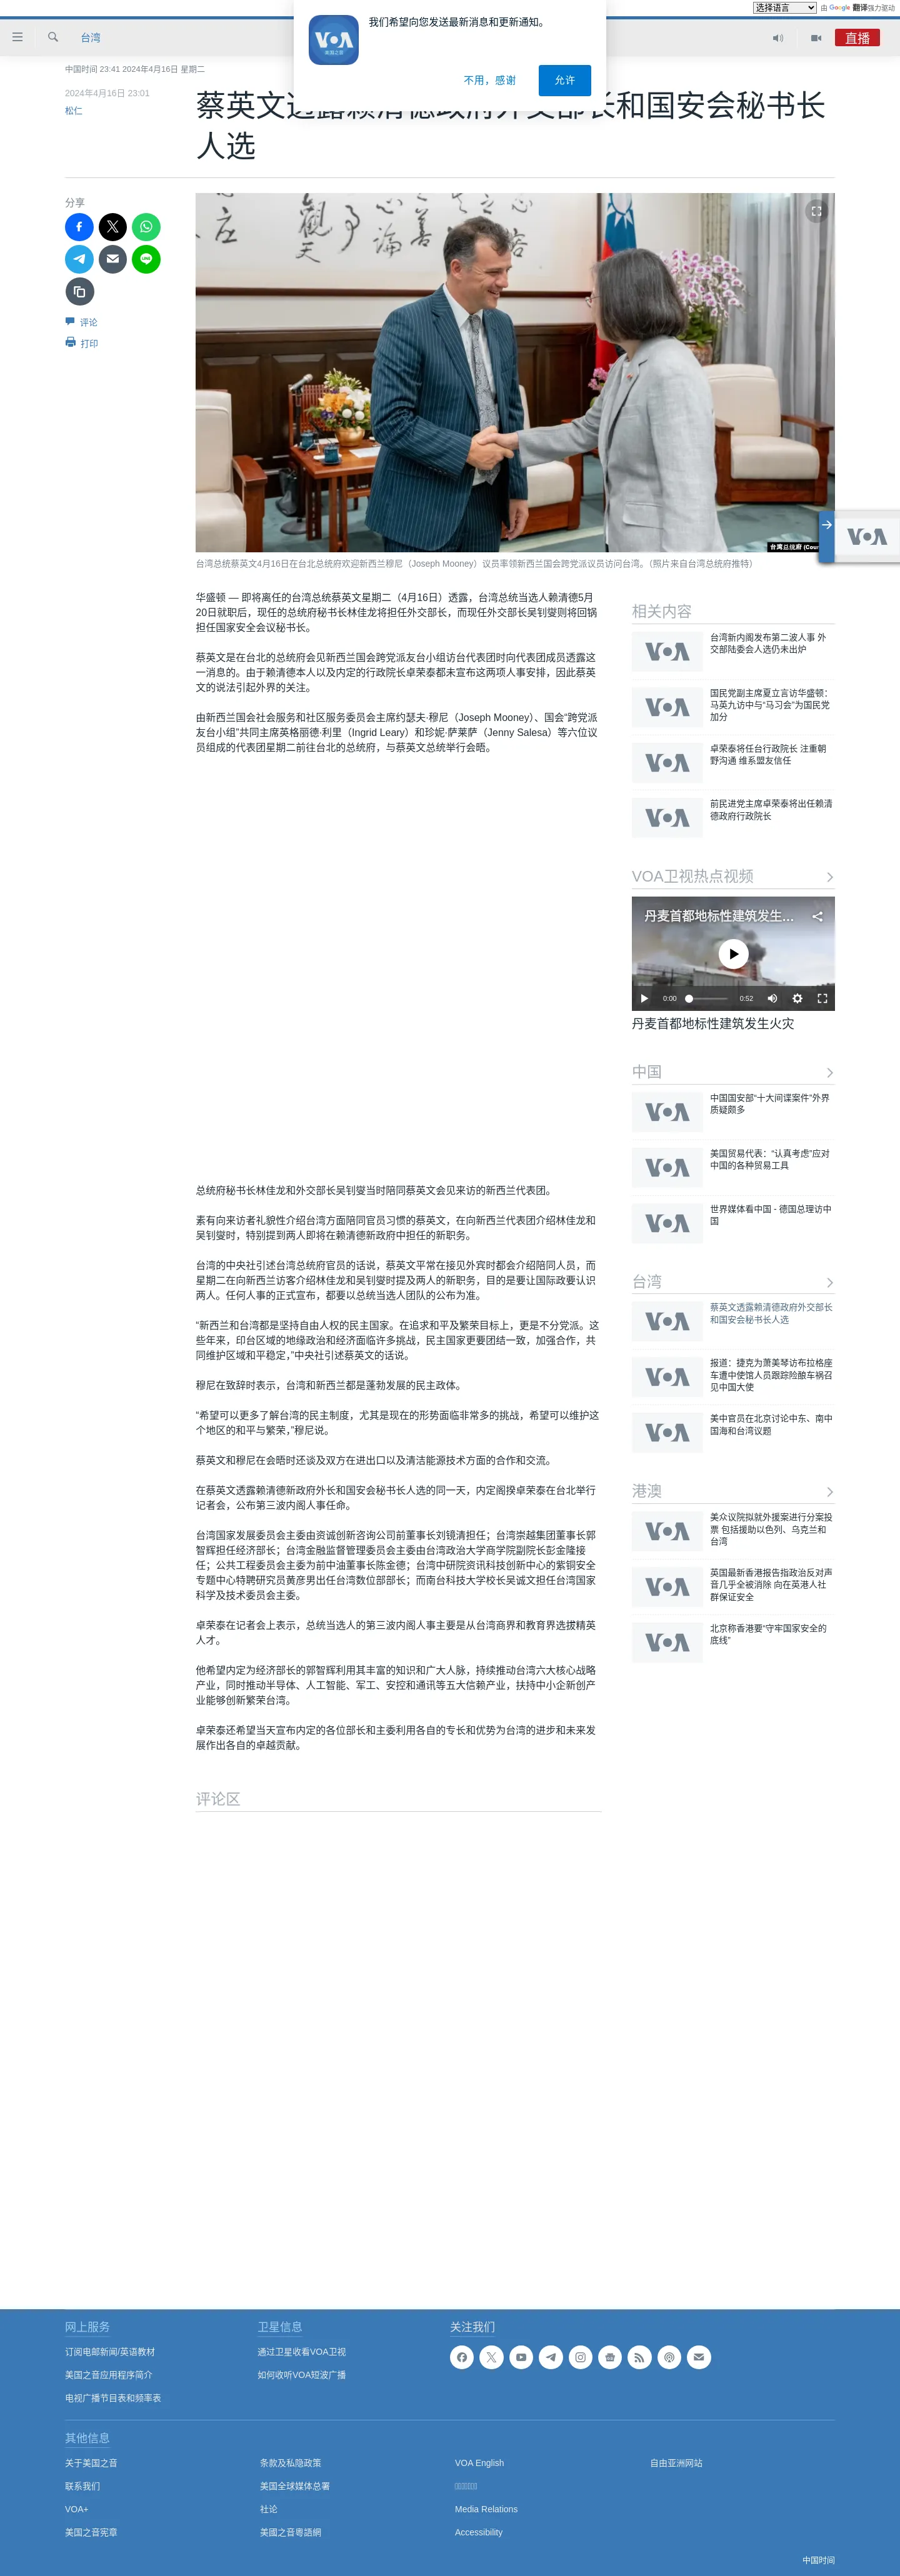 选择语言 由 Google 翻译强力驱动
我们希望向您发送最新消息和更新通知。
VOA
美国之音
不用，感谢
允许
台湾
直播
中国时间 23:41 2024年4月16日 星期二
2024年4月16日 23:01
松仁
蔡英文透露赖清德政府外交部长和国安会秘书长
人选
分享
评论
打印
台湾总统府 (Cour
VOA
台湾总统蔡英文4月16日在台北总统府欢迎新西兰穆尼（Joseph Mooney）议员率领新西兰国会跨党派议员访问台湾。（照片来自台湾总统府推特）
华盛顿 — 即将离任的台湾总统蔡英文星期二（4月16日）透露，台湾总统当选人赖清德5月
20日就职后，现任的总统府秘书长林佳龙将担任外交部长，而现任外交部长吴钊燮则将回锅
担任国家安全会议秘书长。
蔡英文是在台北的总统府会见新西兰国会跨党派友台小组访台代表团时向代表团成员透露这
一消息的。由于赖清德本人以及内定的行政院长卓荣泰都未宣布这两项人事安排，因此蔡英
文的说法引起外界的关注。
由新西兰国会社会服务和社区服务委员会主席约瑟夫·穆尼（Joseph Mooney）、国会“跨党派
友台小组”共同主席英格丽德·利里（Ingrid Leary）和珍妮·萨莱萨（Jenny Salesa）等六位议
员组成的代表团星期二前往台北的总统府，与蔡英文总统举行会晤。
总统府秘书长林佳龙和外交部长吴钊燮当时陪同蔡英文会见来访的新西兰代表团。
素有向来访者礼貌性介绍台湾方面陪同官员习惯的蔡英文，在向新西兰代表团介绍林佳龙和
吴钊燮时，特别提到两人即将在赖清德新政府中担任的新职务。
台湾的中央社引述台湾总统府官员的话说，蔡英文平常在接见外宾时都会介绍陪同人员，而
星期二在向新西兰访客介绍林佳龙和吴钊燮时提及两人的新职务，目的是要让国际政要认识
两人。任何人事的正式宣布，都要以总统当选人团队的公布为准。
“新西兰和台湾都是坚持自由人权的民主国家。在追求和平及繁荣目标上，更是不分党派。这
些年来，印台区域的地缘政治和经济面临许多挑战，民主国家更要团结一致，加强合作，共
同维护区域和平稳定，”中央社引述蔡英文的话说。
穆尼在致辞时表示，台湾和新西兰都是蓬勃发展的民主政体。
“希望可以更多了解台湾的民主制度，尤其是现在的形势面临非常多的挑战，希望可以维护这
个地区的和平与繁荣，”穆尼说。
蔡英文和穆尼在会晤时还谈及双方在进出口以及清洁能源技术方面的合作和交流。
在蔡英文透露赖清德新政府外长和国安会秘书长人选的同一天，内定阁揆卓荣泰在台北举行
记者会，公布第三波内阁人事任命。
台湾国家发展委员会主委由资诚创新咨询公司前董事长刘镜清担任；台湾崇越集团董事长郭
智辉担任经济部长；台湾金融监督管理委员会主委由台湾政治大学商学院副院长彭金隆接
任；公共工程委员会主委为前中油董事长陈金德；台湾中研院资讯科技创新中心的紫铜安全
专题中心特聘研究员黄彦男出任台湾数位部部长；而南台科技大学校长吴诚文担任台湾国家
科学及技术委员会主委。
卓荣泰在记者会上表示，总统当选人的第三波内阁人事主要是从台湾商界和教育界选拔精英
人才。
他希望内定为经济部长的郭智辉利用其丰富的知识和广大人脉，持续推动台湾六大核心战略
产业，同时推动半导体、人工智能、军工、安控和通讯等五大信赖产业，扶持中小企新创产
业能够创新繁荣台湾。
卓荣泰还希望当天宣布内定的各位部长和主委利用各自的专长和优势为台湾的进步和未来发
展作出各自的卓越贡献。
评论区
相关内容
VOA
台湾新内阁发布第二波人事 外
交部陆委会人选仍未出炉
VOA
国民党副主席夏立言访华盛顿：
马英九访中与“马习会”为国民党
加分
VOA
卓荣泰将任台行政院长 注重朝
野沟通 维系盟友信任
VOA
前民进党主席卓荣泰将出任赖清
德政府行政院长
VOA卫视热点视频
丹麦首都地标性建筑发生...
0:00
0:52
丹麦首都地标性建筑发生火灾
中国
VOA
中国国安部“十大间谍案件”外界
质疑颇多
VOA
美国贸易代表：“认真考虑”应对
中国的各种贸易工具
VOA
世界媒体看中国 - 德国总理访中
国
台湾
VOA
蔡英文透露赖清德政府外交部长
和国安会秘书长人选
VOA
报道：捷克为萧美琴访布拉格座
车遭中使馆人员跟踪险酿车祸召
见中国大使
VOA
美中官员在北京讨论中东、南中
国海和台湾议题
港澳
VOA
美众议院拟就外援案进行分案投
票 包括援助以色列、乌克兰和
台湾
VOA
英国最新香港报告指政治反对声
音几乎全被消除 向在英港人社
群保证安全
VOA
北京称香港要“守牢国家安全的
底线”
网上服务
订阅电邮新闻/英语教材
美国之音应用程序简介
电视广播节目表和频率表
卫星信息
通过卫星收看VOA卫视
如何收听VOA短波广播
关注我们
其他信息
关于美国之音
联系我们
VOA+
美国之音宪章
条款及私隐政策
美国全球媒体总署
社论
美國之音粵語網
VOA English
Media Relations
Accessibility
自由亚洲网站
中国时间